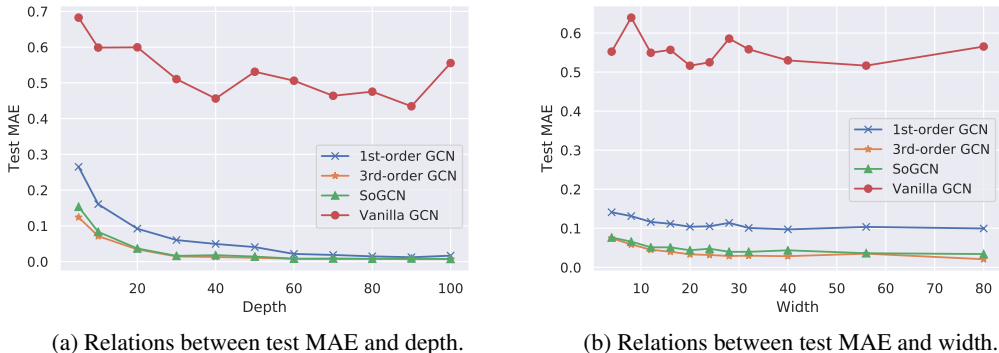 0.7
0.6
0.5
0.4
0.3
0.2
0.1
0.0
Test MAE
20 40 60 80 100
Depth
1st-order GCN
3rd-order GCN
SoGCN
Vanilla GCN
(a) Relations between test MAE and depth.
0.6
0.5
0.4
0.3
0.2
0.1
0.0
Test MAE
10 20 30 40 50 60 70 80
Width
1st-order GCN
3rd-order GCN
SoGCN
Vanilla GCN
(b) Relations between test MAE and width.